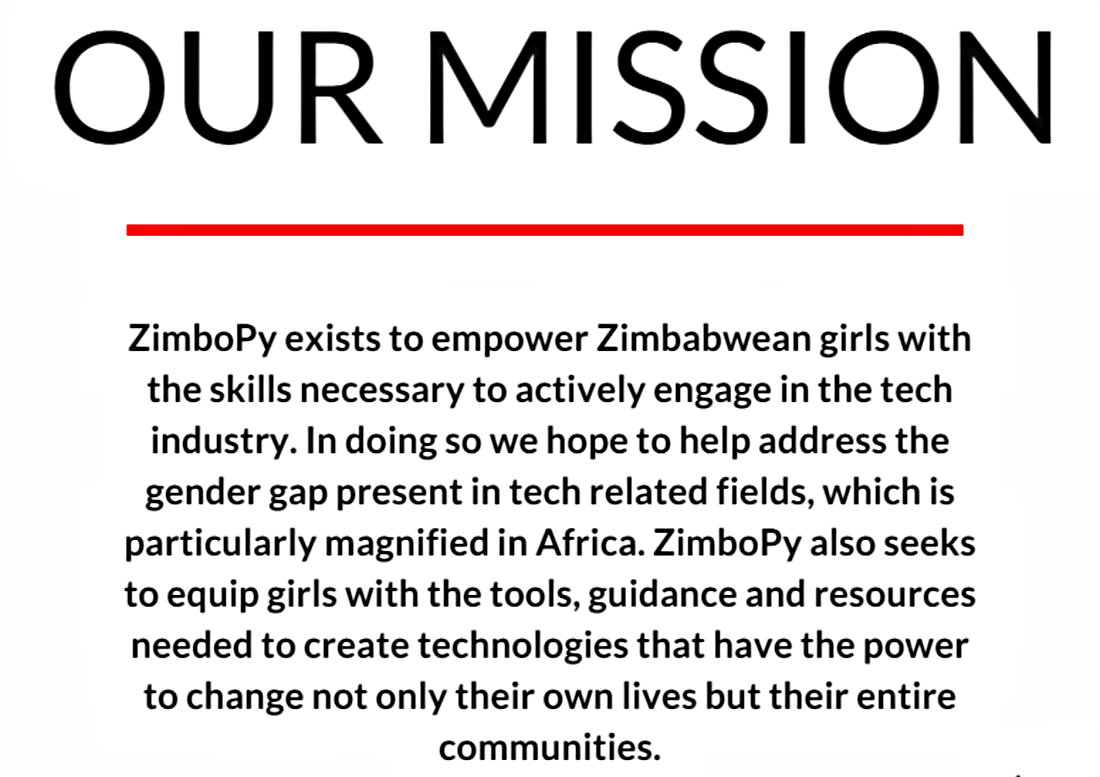 OUR MISSION
ZimboPy exists to empower Zimbabwean girls with
the skills necessary to actively engage in the tech
industry. In doing so we hope to help address the
gender gap present in tech related fields, which is
particularly magnified in Africa. ZimboPy also seeks
to equip girls with the tools, guidance and resources
needed to create technologies that have the power
to change not only their own lives but their entire
communities.